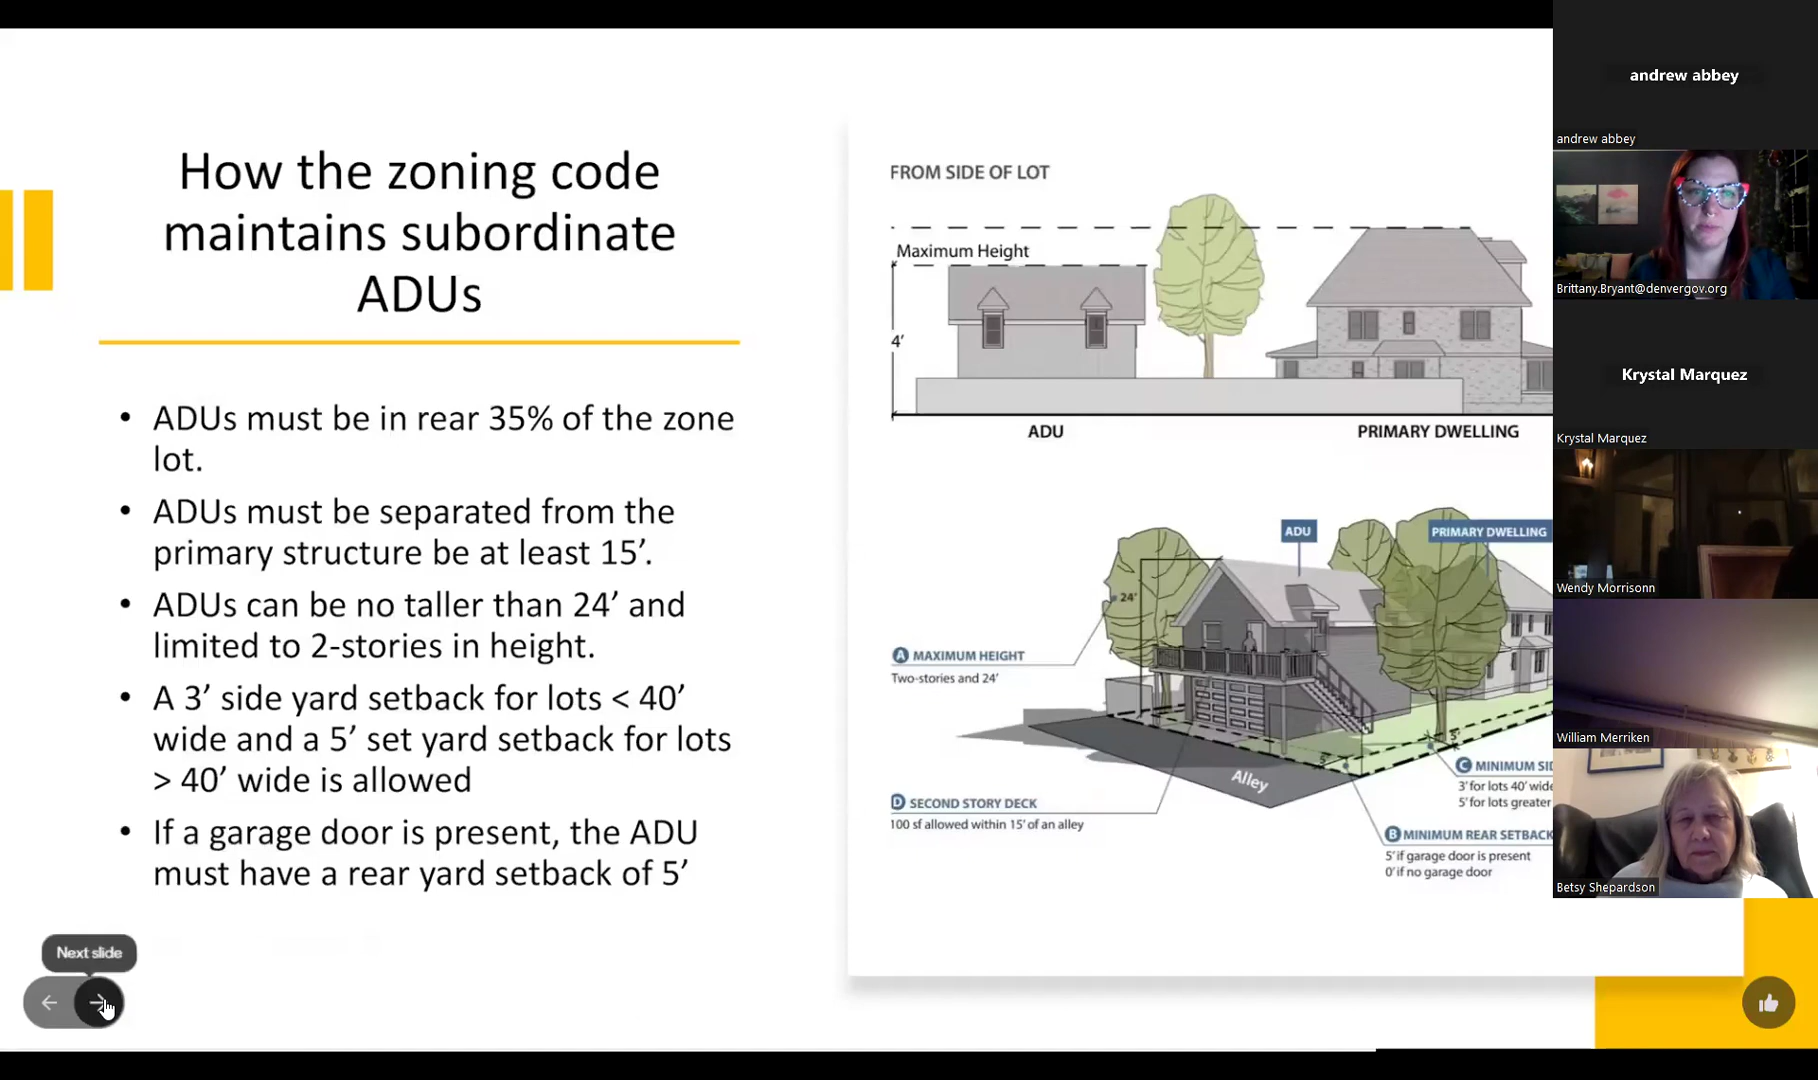 How the zoning code
maintains subordinate
ADUs
• ADUs must be in rear 35% of the zone
lot.
• ADUs must be separated from the
primary structure be at least 15’.
• ADUs can be no taller than 24’ and
limited to 2-stories in height.
• A 3’ side yard setback for lots < 40’
wide and a 5’ set yard setback for lots
> 40’ wide is allowed
• If a garage door is present, the ADU
must have a rear yard setback of 5’
Next slide
FROM SIDE OF LOT
Maximum Height
4’
ADU
PRIMARY DWELLING
ADU
PRIMARY DWELLING
24’
A MAXIMUM HEIGHT
Two-stories and 24’
5’
5’
Alley
C MINIMUM SID
3’ for lots 40’ wide
5’ for lots greater
D SECOND STORY DECK
100 sf allowed within 15’ of an alley
B MINIMUM REAR SETBACK
5’ if garage door is present
0’ if no garage door
andrew abbey
andrew abbey
Brittany.Bryant@denvergov.org
Krystal Marquez
Krystal Marquez
Wendy Morrisonn
William Merriken
Betsy Shepardson